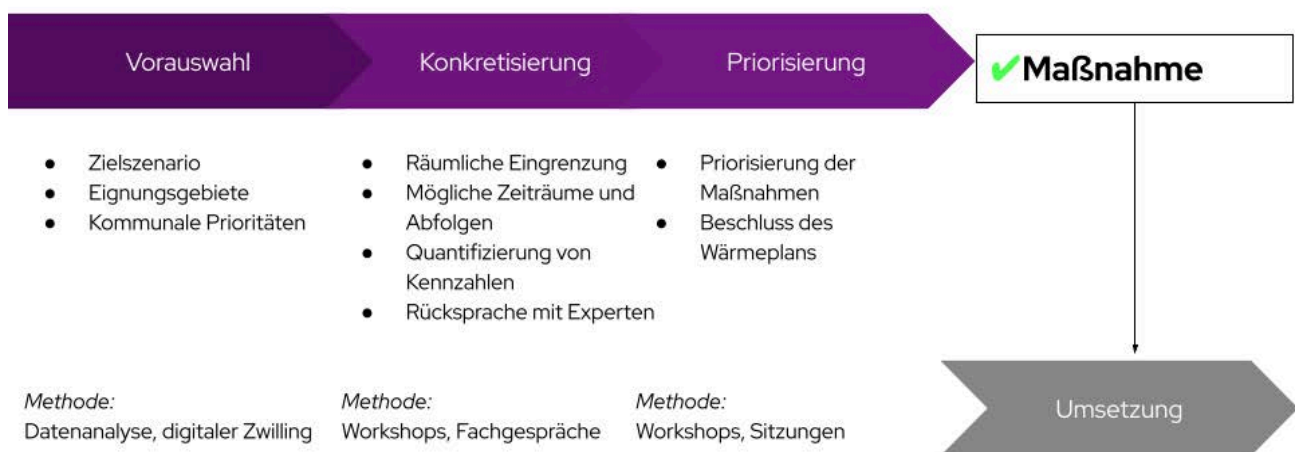 Vorauswahl
Konkretisierung
Priorisierung
✔Maßnahme
● Zielszenario
● Eignungsgebiete
● Kommunale Prioritäten
● Räumliche Eingrenzung
● Mögliche Zeiträume und
Abfolgen
● Quantifizierung von
Kennzahlen
● Rücksprache mit Experten
● Priorisierung der
Maßnahmen
● Beschluss des
Wärmeplans
Methode:
Datenanalyse, digitaler Zwilling
Methode:
Workshops, Fachgespräche
Methode:
Workshops, Sitzungen
Umsetzung